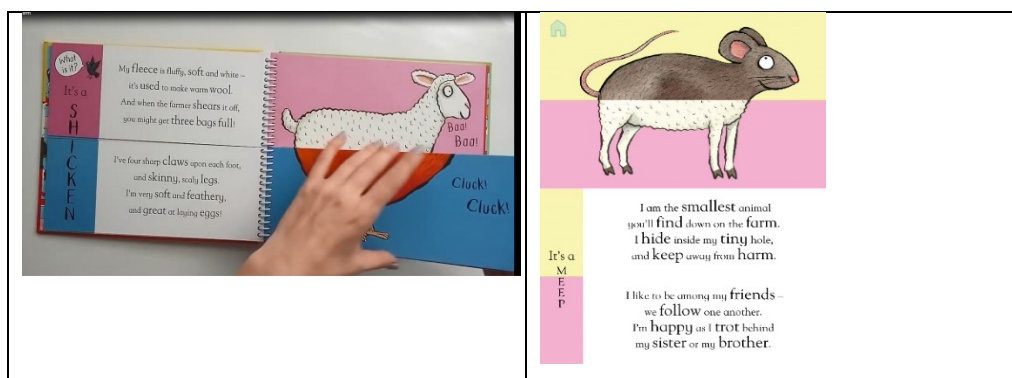 What
is it?
It's a
S
H
I
C
K
E
N
My fleece is fluffy, soft and white –
it's used to make warm wool.
And when the farmer shears it off,
you might get three bags full!
I've four sharp claws upon each foot,
and skinny, scaly legs.
I'm very soft and feathery,
and great at laying eggs!
Baa!
Baa!
Cluck!
Cluck!
It's a
M
E
E
P
I am the smallest animal
you'll find down on the farm.
I hide inside my tiny hole,
and keep away from harm.
I like to be among my friends –
we follow one another.
I'm happy as I trot behind
my sister or my brother.